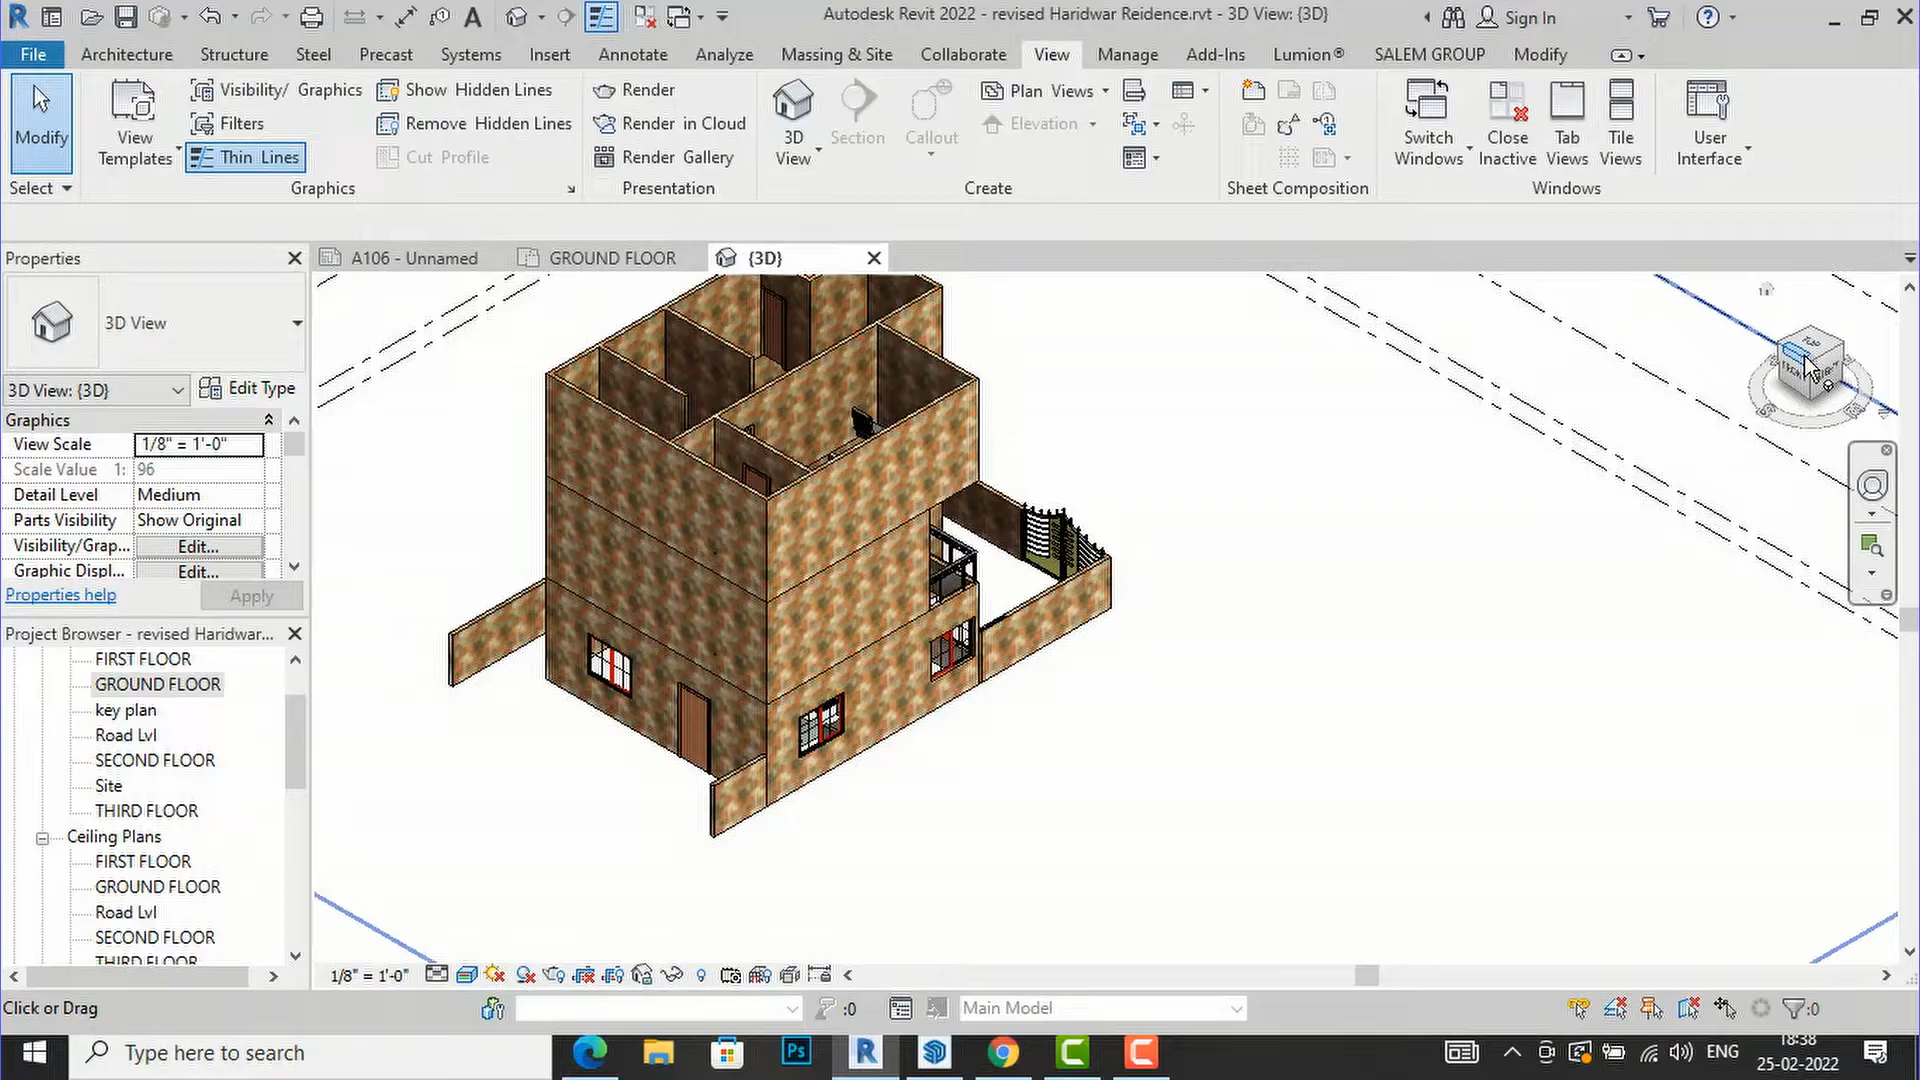 Autodesk Revit 2022 - revised Haridwar Reidence.rvt - 3D View: {3D}
Sign In
File
Architecture
Structure
Steel
Precast
Systems
Insert
Annotate
Analyze
Massing & Site
Collaborate
View
Manage
Add-Ins
Lumion®
SALEM GROUP
Modify
Modify
View
Templates
Visibility/ Graphics
Filters
Thin Lines
Show Hidden Lines
Remove Hidden Lines
Cut Profile
Render
Render in Cloud
Render Gallery
3D
View
Section
Callout
Plan Views
Elevation
Switch
Windows
Close
Inactive
Tab
Views
Tile
Views
User
Interface
Select
Graphics
Presentation
Create
Sheet Composition
Windows
Properties
A106 - Unnamed
GROUND FLOOR
{3D}
3D View
3D View: {3D}
Edit Type
Graphics
View Scale
1/8" = 1'-0"
Scale Value 1:
96
Detail Level
Medium
Parts Visibility
Show Original
Visibility/Grap...
Edit...
Graphic Displ...
Edit...
Properties help
Apply
Project Browser - revised Haridwar...
FIRST FLOOR
GROUND FLOOR
key plan
Road Lvl
SECOND FLOOR
Site
THIRD FLOOR
Ceiling Plans
FIRST FLOOR
GROUND FLOOR
Road Lvl
SECOND FLOOR
THIRD FLOOR
TOP
1/8" = 1'-0"
Click or Drag
:0
Main Model
:0
Type here to search
Ps
R
C
C
ENG
18:38
25-02-2022